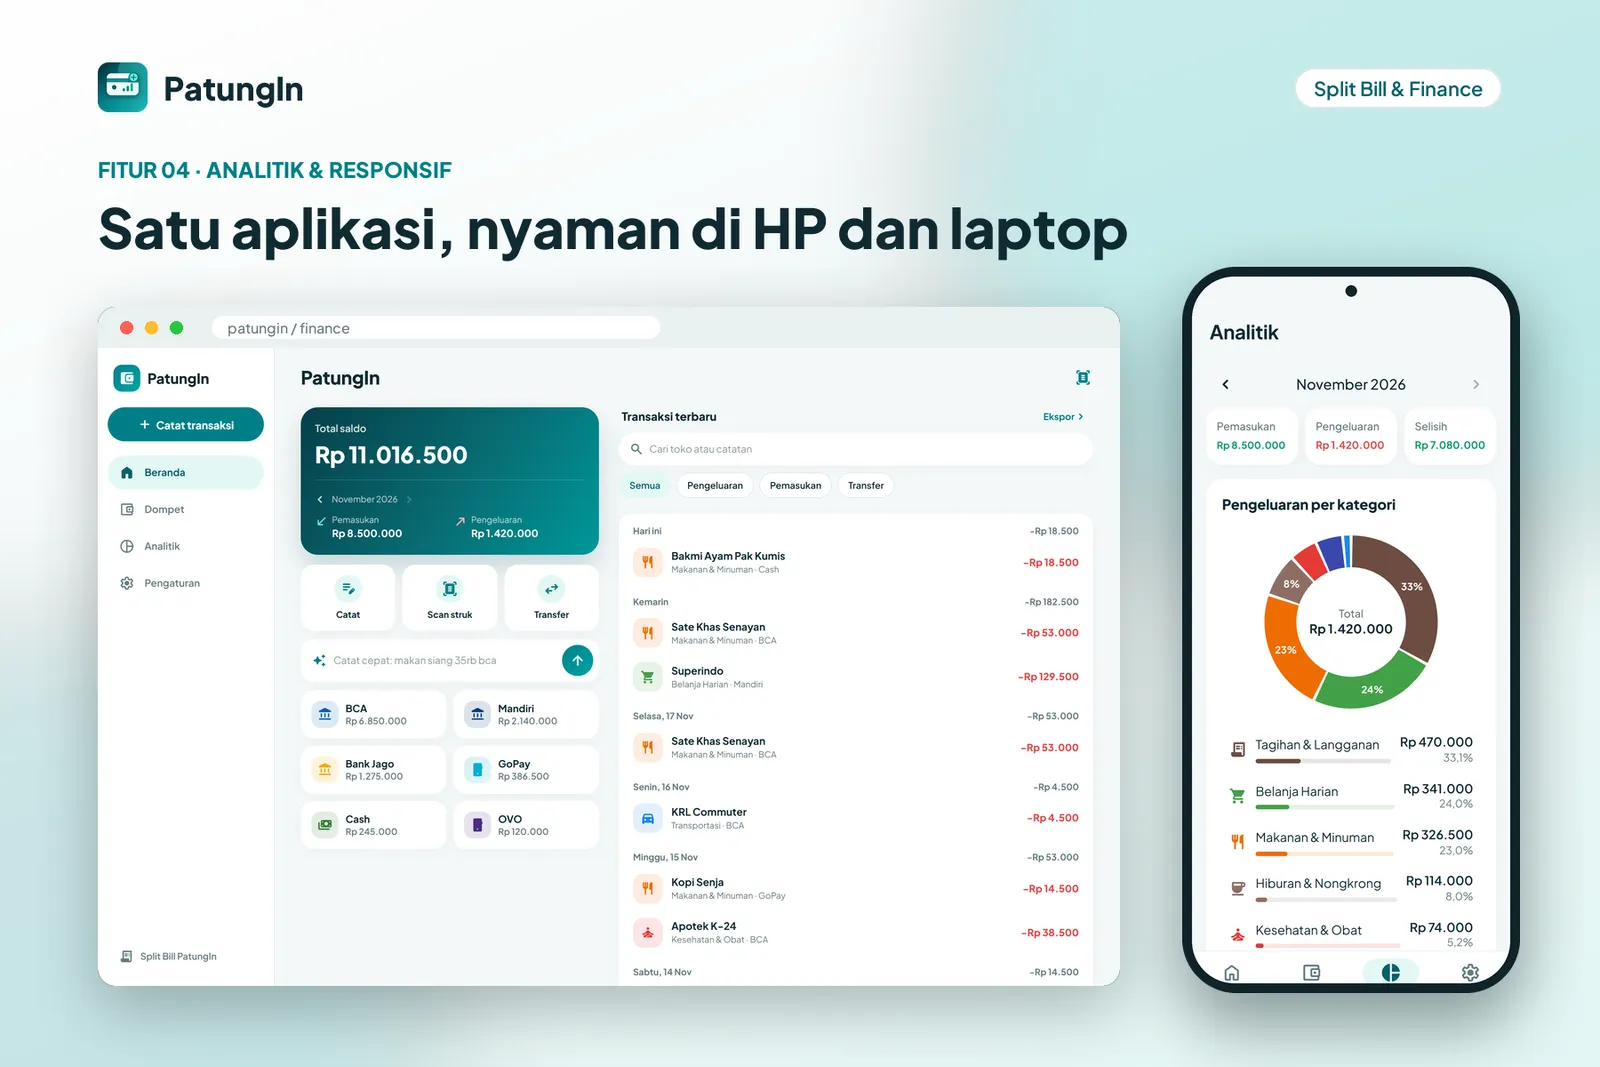 PatungIn
Split Bill & Finance
FITUR 04 · ANALITIK & RESPONSIF
Satu aplikasi, nyaman di HP dan laptop
patungin / finance
PatungIn
+ Catat transaksi
Beranda
Dompet
Analitik
Pengaturan
Split Bill PatungIn
PatungIn
Total saldo
Rp 11.016.500
November 2026
Pemasukan
Rp 8.500.000
Pengeluaran
Rp 1.420.000
Catat
Scan struk
Transfer
Catat cepat: makan siang 35rb bca
BCA
Rp 6.850.000
Mandiri
Rp 2.140.000
Bank Jago
Rp 1.275.000
GoPay
Rp 386.500
Cash
Rp 245.000
OVO
Rp 120.000
Transaksi terbaru
Ekspor
Cari toko atau catatan
Semua
Pengeluaran
Pemasukan
Transfer
Hari ini
-Rp 18.500
Bakmi Ayam Pak Kumis
Makanan & Minuman · Cash
-Rp 18.500
Kemarin
-Rp 182.500
Sate Khas Senayan
Makanan & Minuman · BCA
-Rp 53.000
Superindo
Belanja Harian · Mandiri
-Rp 129.500
Selasa, 17 Nov
-Rp 53.000
Sate Khas Senayan
Makanan & Minuman · BCA
-Rp 53.000
Senin, 16 Nov
-Rp 4.500
KRL Commuter
Transportasi · BCA
-Rp 4.500
Minggu, 15 Nov
-Rp 53.000
Kopi Senja
Makanan & Minuman · GoPay
-Rp 14.500
Apotek K-24
Kesehatan & Obat · BCA
-Rp 38.500
Sabtu, 14 Nov
-Rp 14.500
Analitik
November 2026
Pemasukan
Rp 8.500.000
Pengeluaran
Rp 1.420.000
Selisih
Rp 7.080.000
Pengeluaran per kategori
33%
24%
23%
8%
Total
Rp 1.420.000
Tagihan & Langganan
Rp 470.000
33,1%
Belanja Harian
Rp 341.000
24,0%
Makanan & Minuman
Rp 326.500
23,0%
Hiburan & Nongkrong
Rp 114.000
8,0%
Kesehatan & Obat
Rp 74.000
5,2%